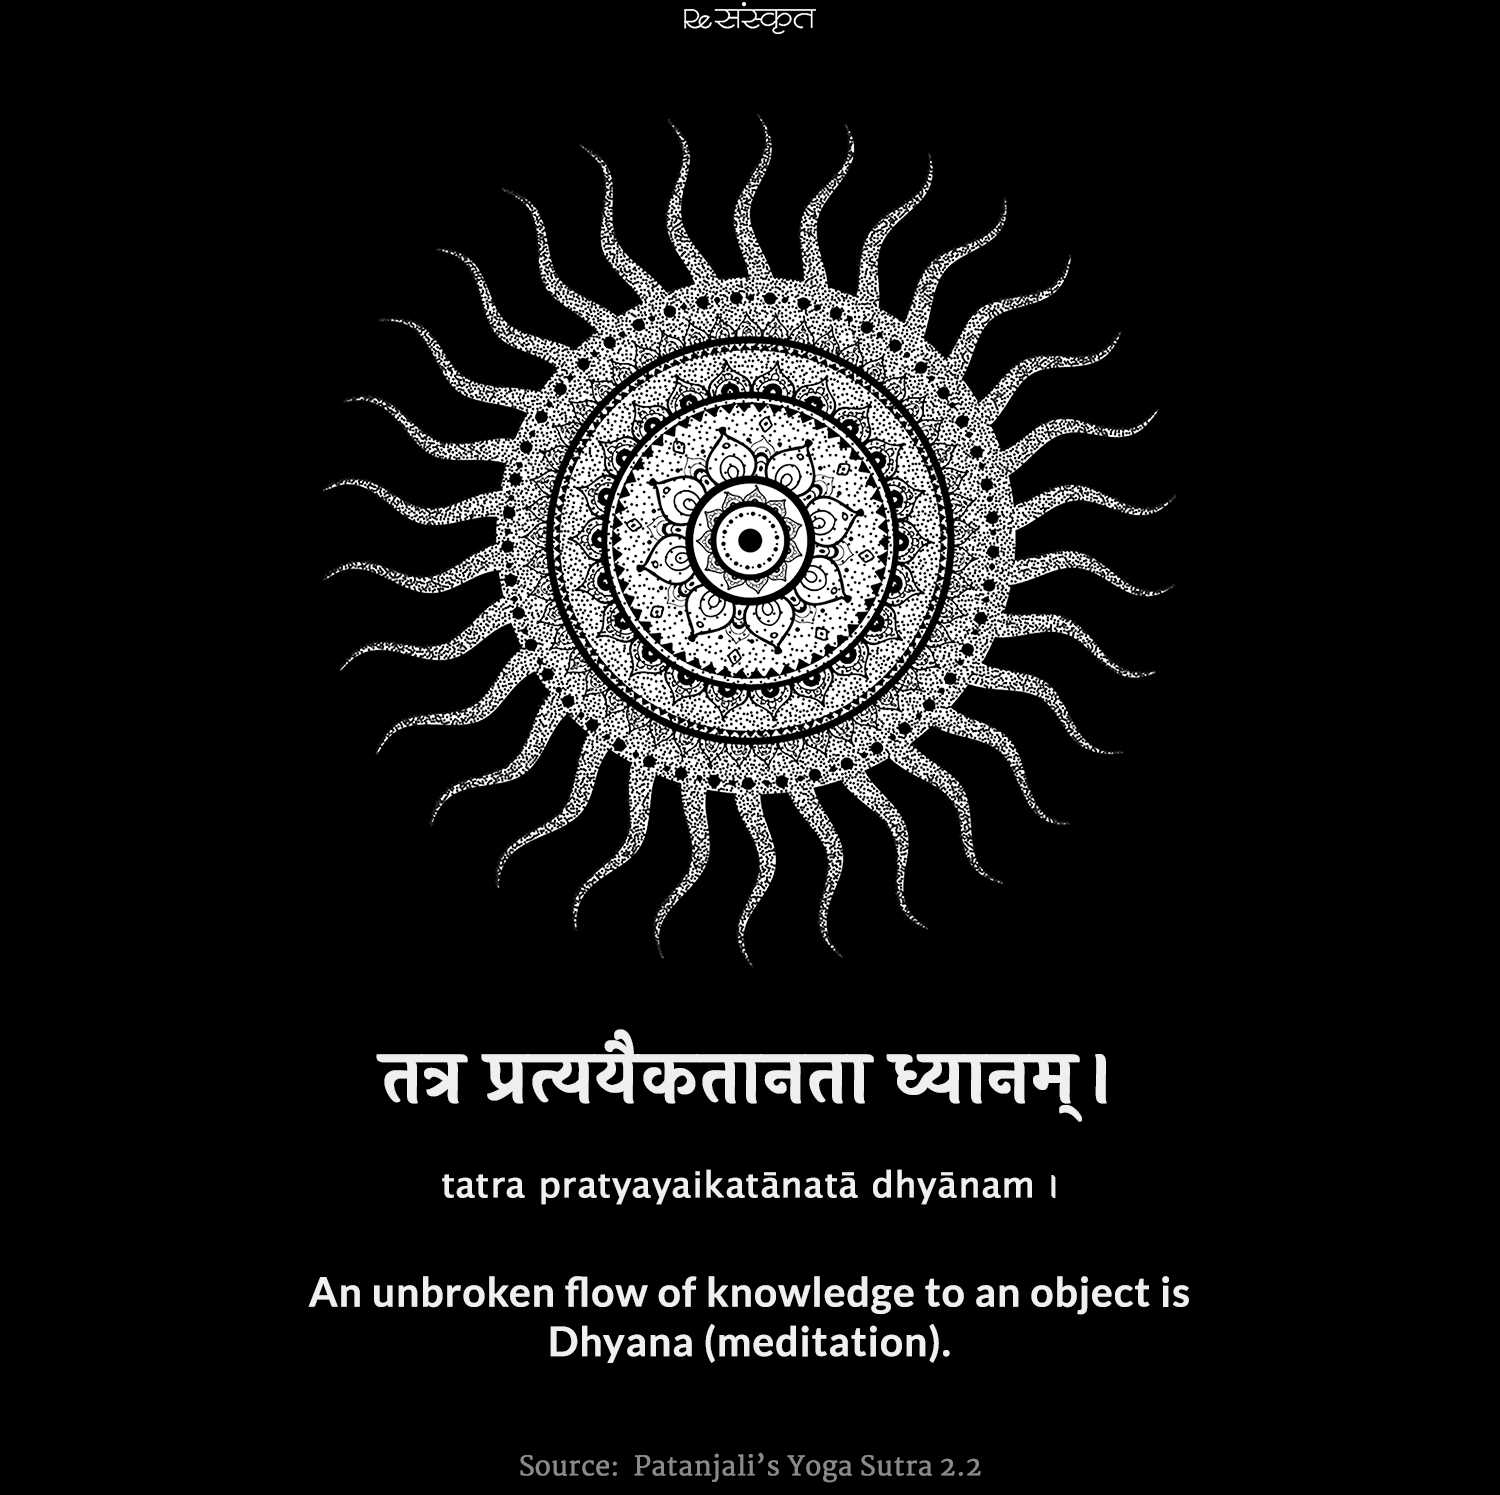 Reसंस्कृत
तत्र प्रत्ययैकतानता ध्यानम्।
tatra pratyayaikatānatā dhyānam ।
An unbroken flow of knowledge to an object is
Dhyana (meditation).
Source: Patanjali’s Yoga Sutra 2.2